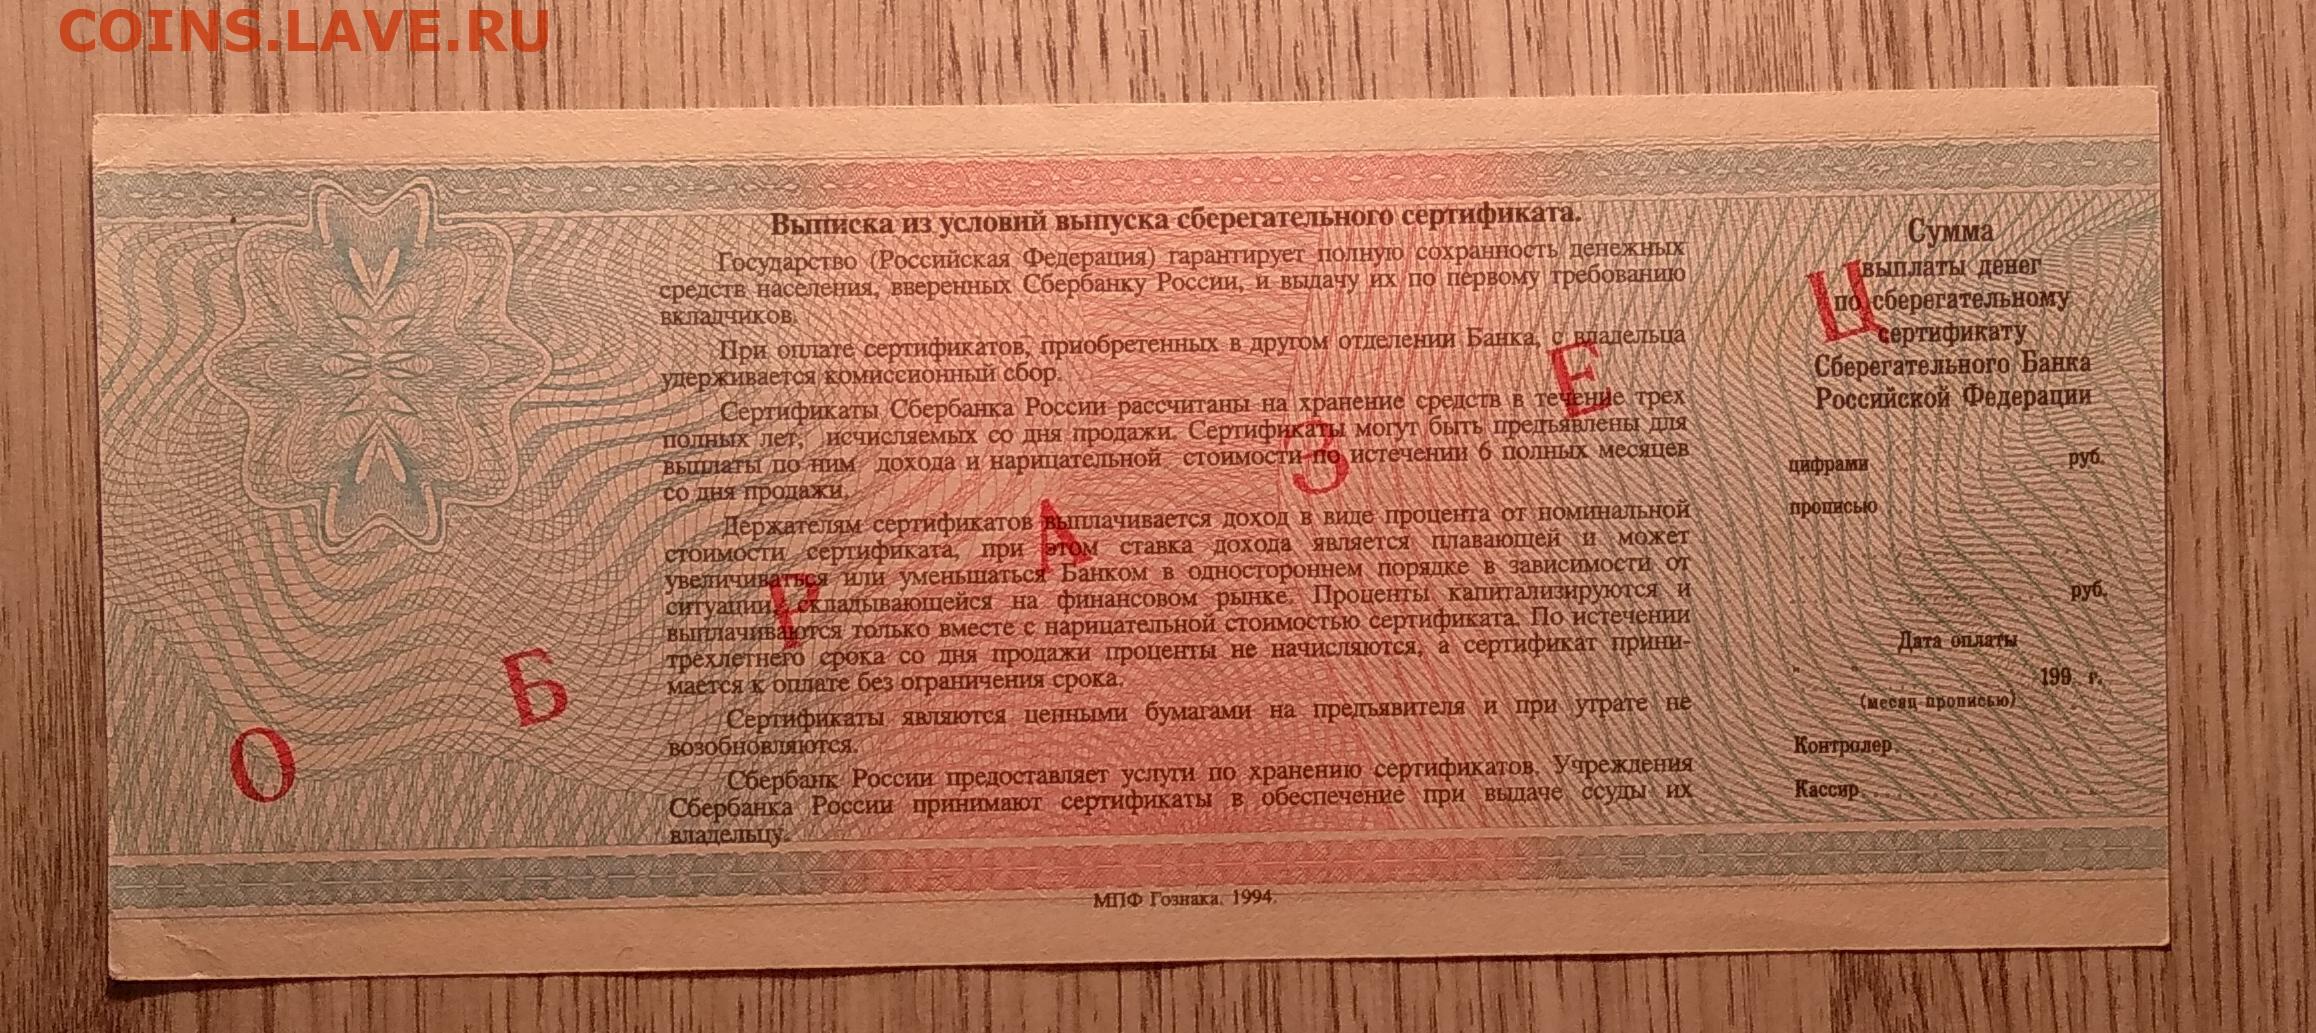 COINS.LAVE.RU
Выписка из условий выпуска сберегательного сертификата.
Государство (Российская Федерация) гарантирует полную сохранность денежных
средств населения, вверенных Сбербанку России, и выдачу их по первому требованию
вкладчиков.
При оплате сертификатов, приобретенных в другом отделении Банка, с владельца
удерживается комиссионный сбор.
Сертификаты Сбербанка России рассчитаны на хранение средств в течение трех
полных лет, исчисляемых со дня продажи. Сертификаты могут быть предъявлены для
выплаты по ним дохода и нарицательной стоимости по истечении 6 полных месяцев
со дня продажи.
Держателям сертификатов выплачивается доход в виде процента от номинальной
стоимости сертификата, при этом ставка дохода является плавающей и может
увеличиваться или уменьшаться Банком в одностороннем порядке в зависимости от
ситуации, складывающейся на финансовом рынке. Проценты капитализируются и
выплачиваются только вместе с нарицательной стоимостью сертификата. По истечении
трехлетнего срока со дня продажи проценты не начисляются, а сертификат прини-
мается к оплате без ограничения срока.
Сертификаты являются ценными бумагами на предъявителя и при утрате не
возобновляются.
Сбербанк России предоставляет услуги по хранению сертификатов. Учреждения
Сбербанка России принимают сертификаты в обеспечение при выдаче ссуды их
владельцу.
Сумма
выплаты денег
по сберегательному
сертификату
Сберегательного Банка
Российской Федерации
цифрами руб.
прописью
руб.
Дата оплаты
" " 199 г.
(месяц прописью)
Контролер
Кассир
О Б Р А З Е Ц
МПФ Гознака. 1994.